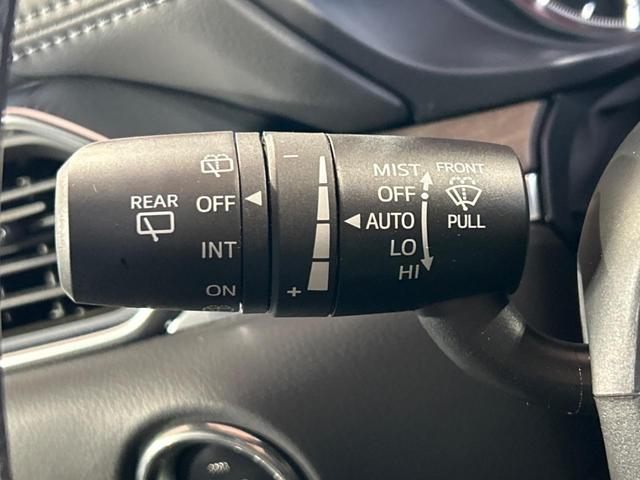 REAR
OFF
INT
ON
−
+
MIST
OFF
AUTO
LO
HI
FRONT
PULL